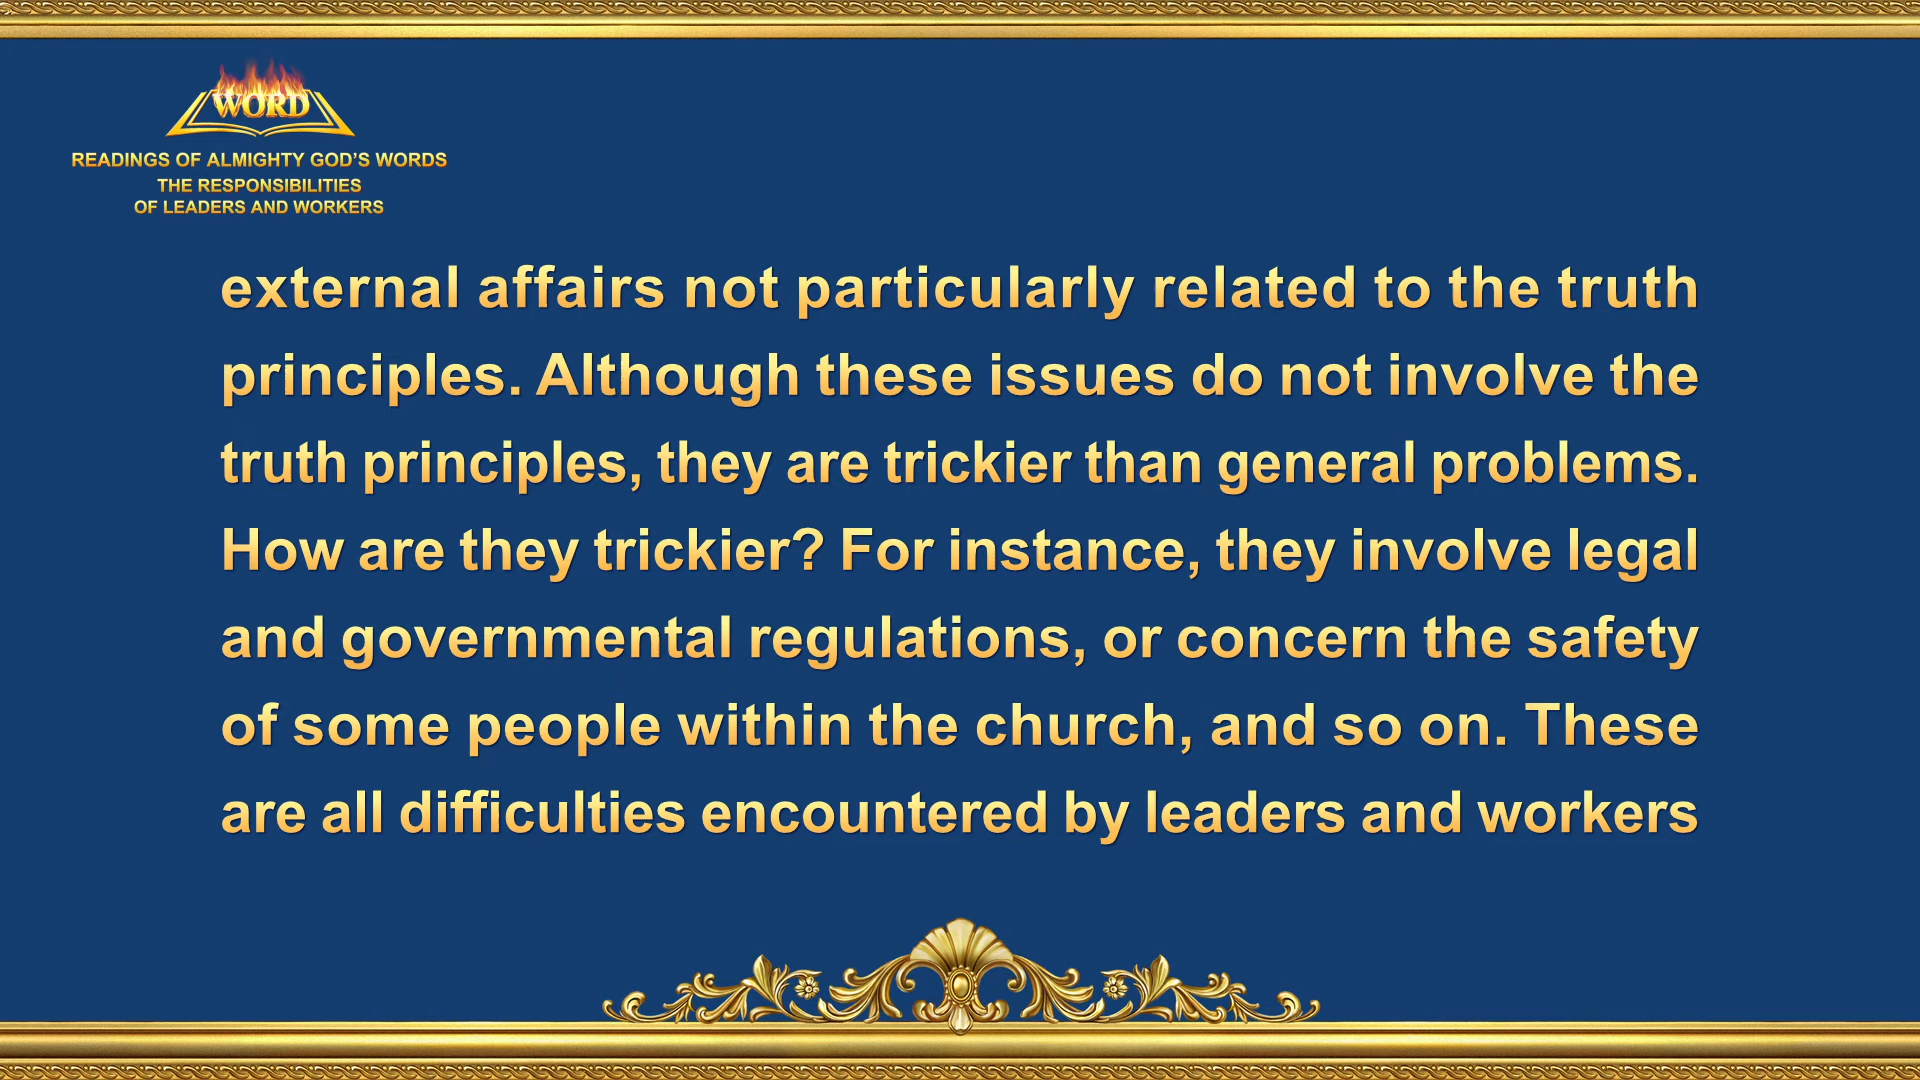 WORD
READINGS OF ALMIGHTY GOD'S WORDS
THE RESPONSIBILITIES
OF LEADERS AND WORKERS
external affairs not particularly related to the truth
principles. Although these issues do not involve the
truth principles, they are trickier than general problems.
How are they trickier? For instance, they involve legal
and governmental regulations, or concern the safety
of some people within the church, and so on. These
are all difficulties encountered by leaders and workers